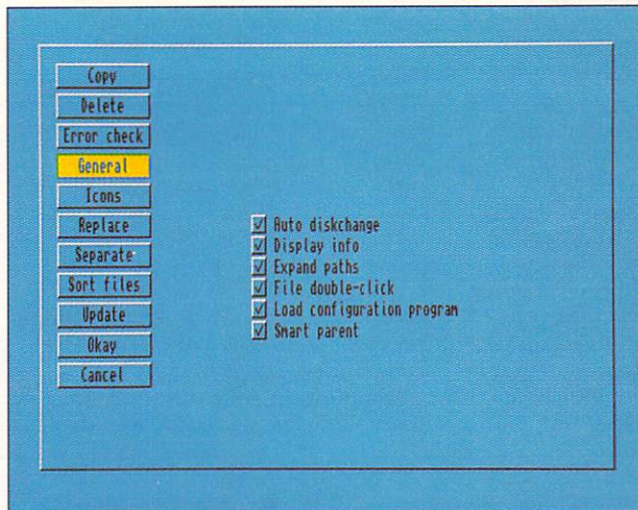 Copy
Delete
Error check
General
Icons
Replace
Separate
Sort files
Update
Okay
Cancel
Auto diskchange
Display info
Expand paths
File double-click
Load configuration program
Smart parent